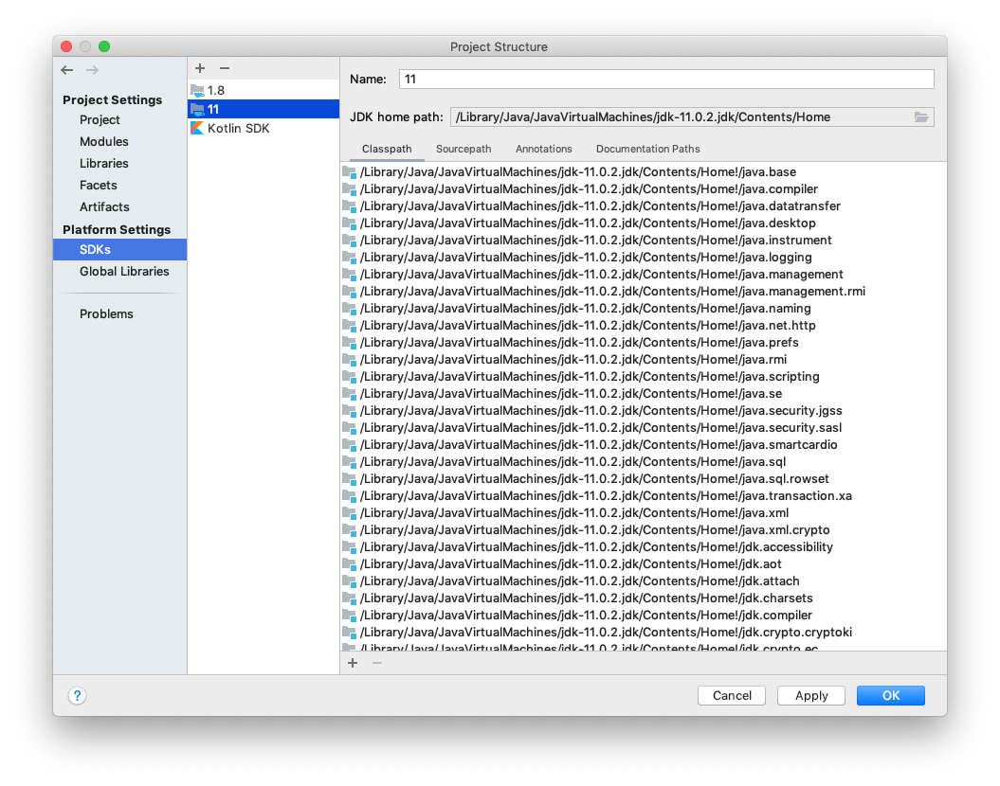 Project Structure
Project Settings
Project
Modules
Libraries
Facets
Artifacts
Platform Settings
SDKs
Global Libraries
Problems
1.8
11
Kotlin SDK
Name: 11
JDK home path: /Library/Java/JavaVirtualMachines/jdk-11.0.2.jdk/Contents/Home
Classpath Sourcepath Annotations Documentation Paths
/Library/Java/JavaVirtualMachines/jdk-11.0.2.jdk/Contents/Home!/java.base
/Library/Java/JavaVirtualMachines/jdk-11.0.2.jdk/Contents/Home!/java.compiler
/Library/Java/JavaVirtualMachines/jdk-11.0.2.jdk/Contents/Home!/java.datatransfer
/Library/Java/JavaVirtualMachines/jdk-11.0.2.jdk/Contents/Home!/java.desktop
/Library/Java/JavaVirtualMachines/jdk-11.0.2.jdk/Contents/Home!/java.instrument
/Library/Java/JavaVirtualMachines/jdk-11.0.2.jdk/Contents/Home!/java.logging
/Library/Java/JavaVirtualMachines/jdk-11.0.2.jdk/Contents/Home!/java.management
/Library/Java/JavaVirtualMachines/jdk-11.0.2.jdk/Contents/Home!/java.management.rmi
/Library/Java/JavaVirtualMachines/jdk-11.0.2.jdk/Contents/Home!/java.naming
/Library/Java/JavaVirtualMachines/jdk-11.0.2.jdk/Contents/Home!/java.net.http
/Library/Java/JavaVirtualMachines/jdk-11.0.2.jdk/Contents/Home!/java.prefs
/Library/Java/JavaVirtualMachines/jdk-11.0.2.jdk/Contents/Home!/java.rmi
/Library/Java/JavaVirtualMachines/jdk-11.0.2.jdk/Contents/Home!/java.scripting
/Library/Java/JavaVirtualMachines/jdk-11.0.2.jdk/Contents/Home!/java.se
/Library/Java/JavaVirtualMachines/jdk-11.0.2.jdk/Contents/Home!/java.security.jgss
/Library/Java/JavaVirtualMachines/jdk-11.0.2.jdk/Contents/Home!/java.security.sasl
/Library/Java/JavaVirtualMachines/jdk-11.0.2.jdk/Contents/Home!/java.smartcardio
/Library/Java/JavaVirtualMachines/jdk-11.0.2.jdk/Contents/Home!/java.sql
/Library/Java/JavaVirtualMachines/jdk-11.0.2.jdk/Contents/Home!/java.sql.rowset
/Library/Java/JavaVirtualMachines/jdk-11.0.2.jdk/Contents/Home!/java.transaction.xa
/Library/Java/JavaVirtualMachines/jdk-11.0.2.jdk/Contents/Home!/java.xml
/Library/Java/JavaVirtualMachines/jdk-11.0.2.jdk/Contents/Home!/java.xml.crypto
/Library/Java/JavaVirtualMachines/jdk-11.0.2.jdk/Contents/Home!/jdk.accessibility
/Library/Java/JavaVirtualMachines/jdk-11.0.2.jdk/Contents/Home!/jdk.aot
/Library/Java/JavaVirtualMachines/jdk-11.0.2.jdk/Contents/Home!/jdk.attach
/Library/Java/JavaVirtualMachines/jdk-11.0.2.jdk/Contents/Home!/jdk.charsets
/Library/Java/JavaVirtualMachines/jdk-11.0.2.jdk/Contents/Home!/jdk.compiler
/Library/Java/JavaVirtualMachines/jdk-11.0.2.jdk/Contents/Home!/jdk.crypto.cryptoki
/Library/Java/JavaVirtualMachines/jdk-11.0.2.jdk/Contents/Home!/jdk.crypto.ec
?
Cancel
Apply
OK